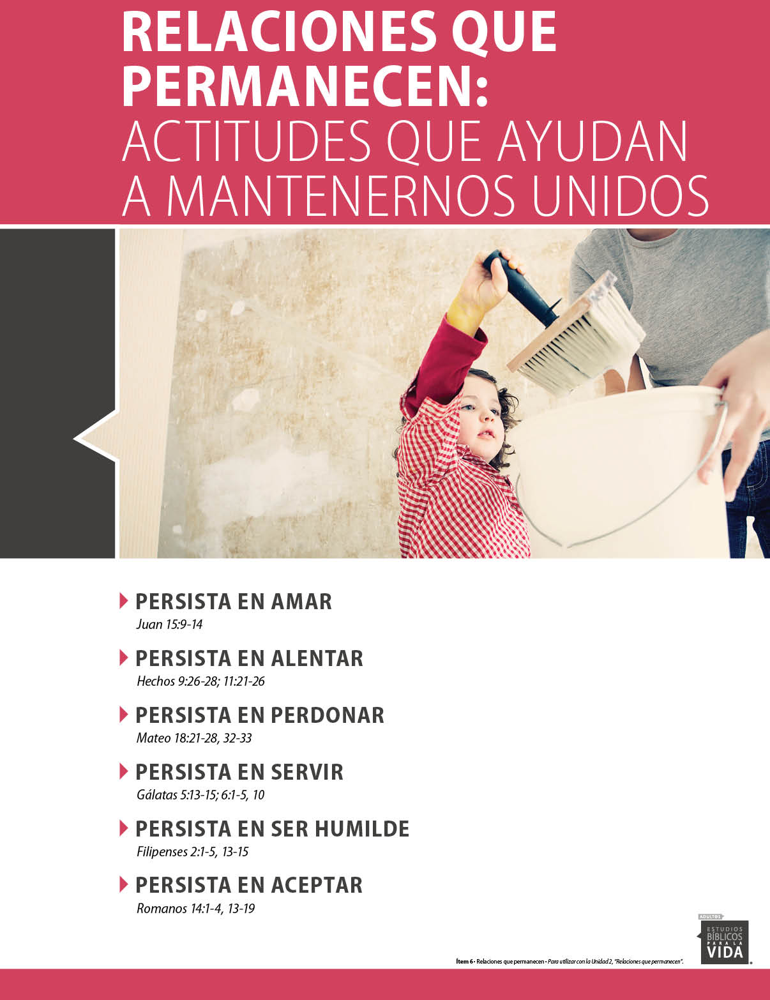 RELACIONES QUE
PERMANECEN:
ACTITUDES QUE AYUDAN
A MANTENERNOS UNIDOS
PERSISTA EN AMAR
Juan 15:9-14
PERSISTA EN ALENTAR
Hechos 9:26-28; 11:21-26
PERSISTA EN PERDONAR
Mateo 18:21-28, 32-33
PERSISTA EN SERVIR
Gálatas 5:13-15; 6:1-5, 10
PERSISTA EN SER HUMILDE
Filipenses 2:1-5, 13-15
PERSISTA EN ACEPTAR
Romanos 14:1-4, 13-19
ADULTOS
ESTUDIOS
BÍBLICOS
PARA LA
VIDA
Ítem 6 • Relaciones que permanecen • Para utilizar con la Unidad 2, "Relaciones que permanecen".